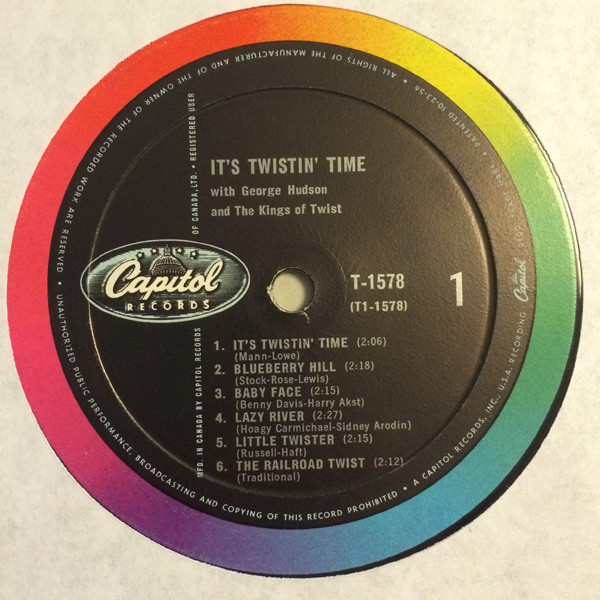 IT'S TWISTIN' TIME
with George Hudson
and The Kings of Twist
Capitol
RECORDS
T-1578
(T1-1578)
1
1. IT'S TWISTIN' TIME (2:06)
(Mann-Lowe)
2. BLUEBERRY HILL (2:18)
(Stock-Rose-Lewis)
3. BABY FACE (2:15)
(Benny Davis-Harry Akst)
4. LAZY RIVER (2:27)
(Hoagy Carmichael-Sidney Arodin)
5. LITTLE TWISTER (2:15)
(Russell-Haft)
6. THE RAILROAD TWIST (2:12)
(Traditional)
MFD. IN CANADA BY CAPITOL RECORDS OF CANADA, LTD. • REGISTERED USER
ALL RIGHTS OF THE MANUFACTURER AND OF THE OWNER OF THE RECORDED WORK ARE RESERVED • UNAUTHORIZED PUBLIC PERFORMANCE, BROADCASTING AND COPYING OF THIS RECORD PROHIBITED • A CAPITOL RECORDS, INC., U.S.A. RECORDING Capitol
PATENTED 10-23-56 •